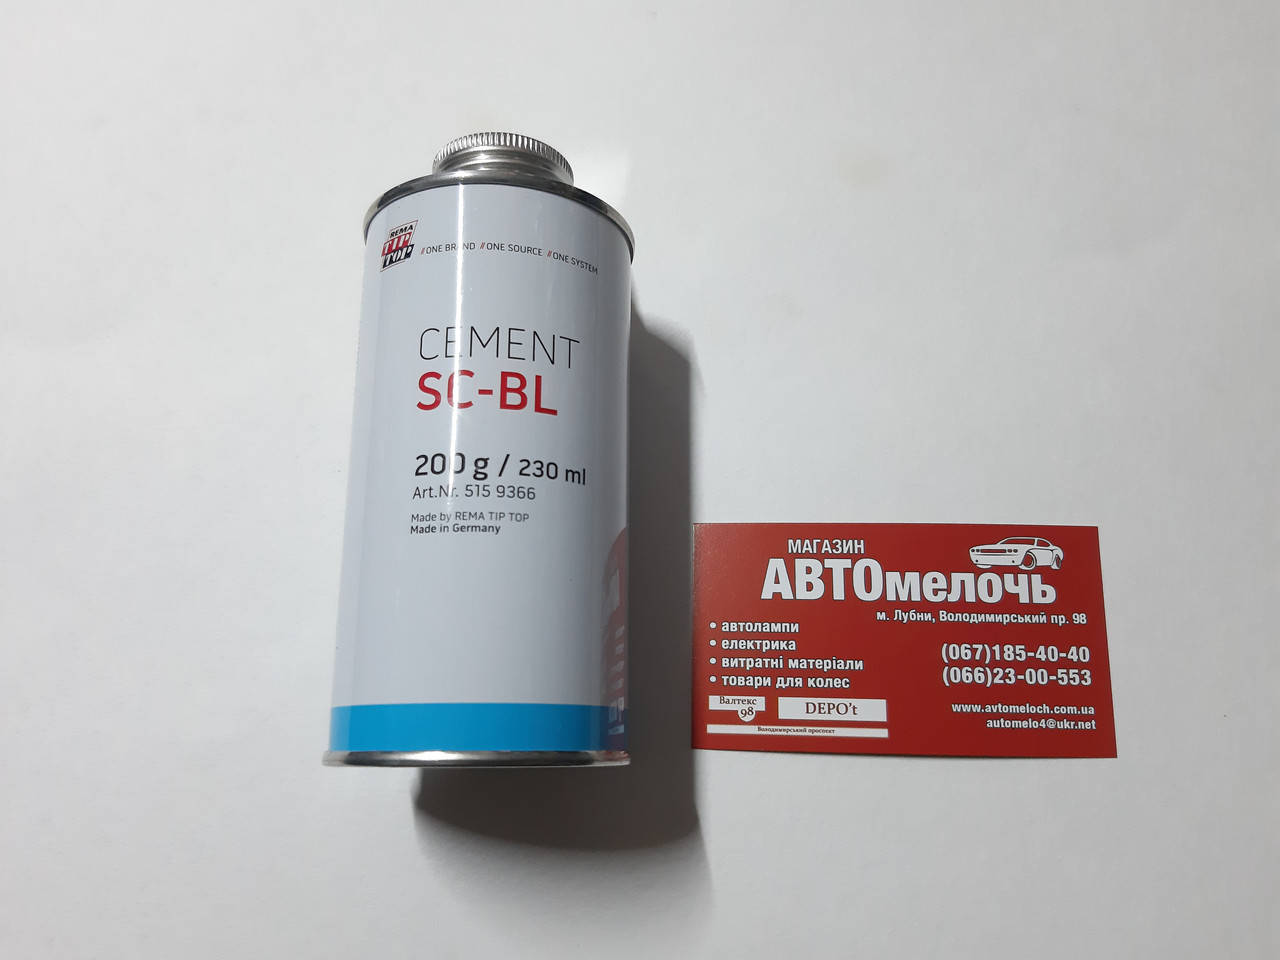 REMA
TIP
TOP
//ONE BRAND //ONE SOURCE //ONE SYSTEM
CEMENT
SC-BL
200 g / 230 ml
Art.Nr. 515 9366
Made by REMA TIP TOP
Made in Germany
МАГАЗИН
АВТОмелочь
м. Лубни, Володимирський пр. 98
• автолампи
• електрика
• витратні матеріали
• товари для колес
(067)185-40-40
(066)23-00-553
www.avtomeloch.com.ua
automelo4@ukr.net
Валтекс
98
DEPO't
Володимирський проспект